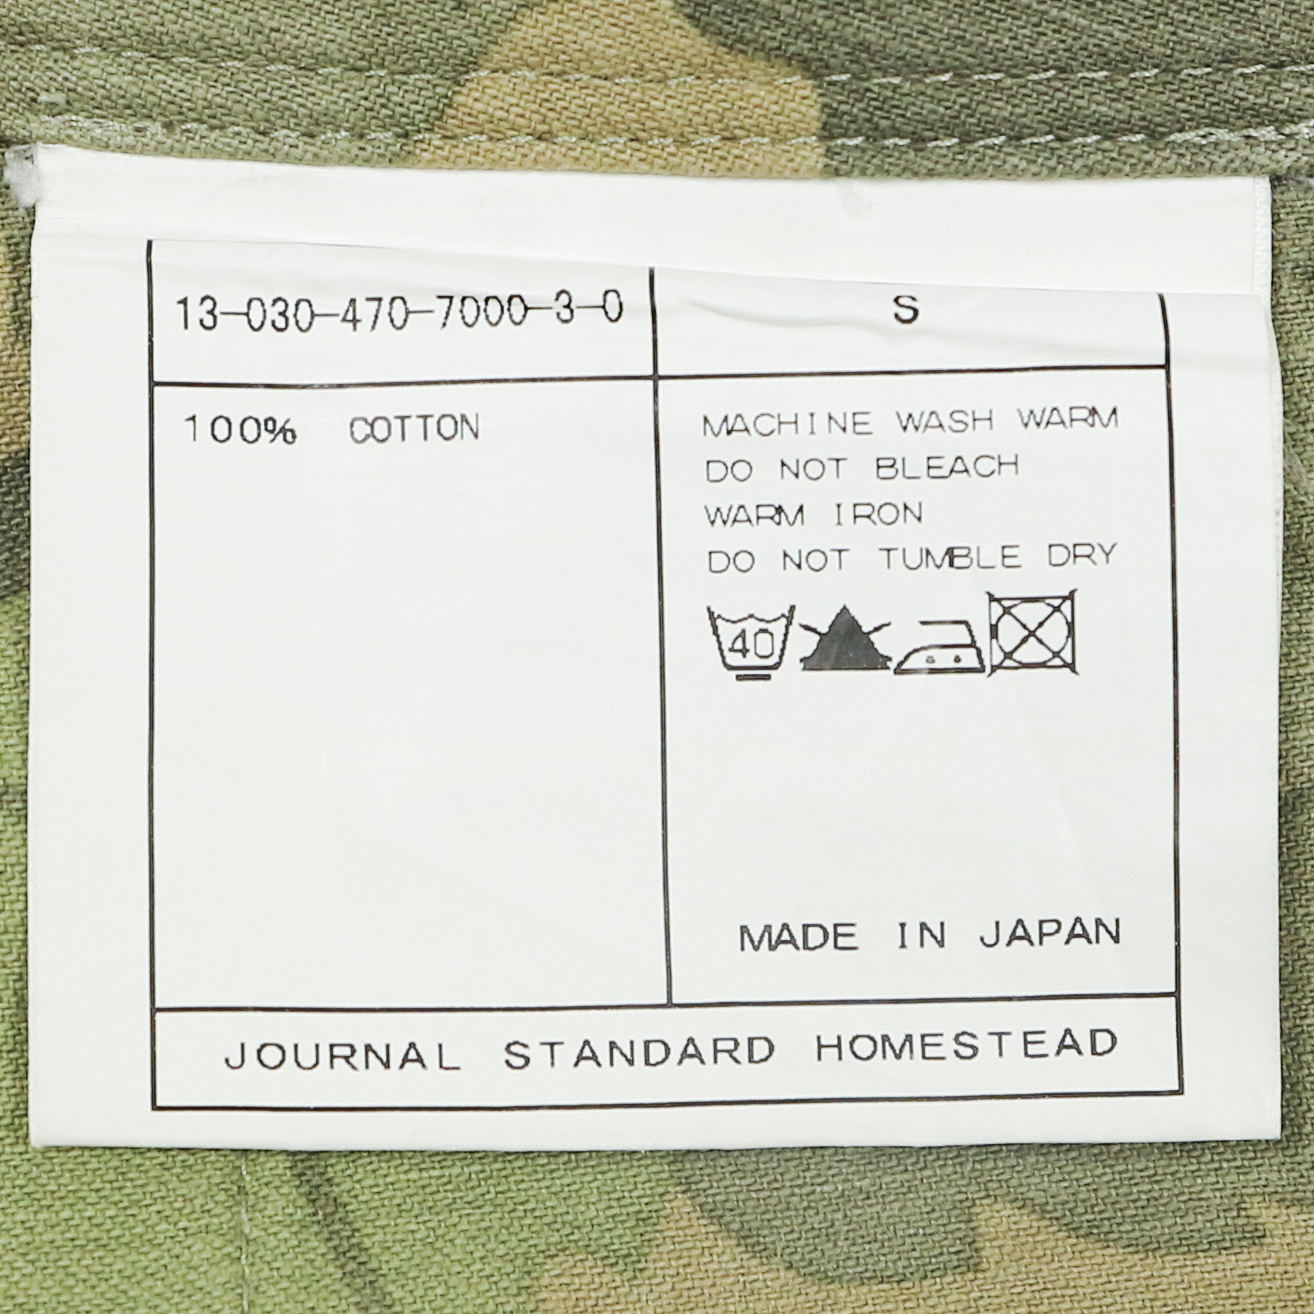 13-030-470-7000-3-0
S
100% COTTON
MACHINE WASH WARM
DO NOT BLEACH
WARM IRON
DO NOT TUMBLE DRY
40
MADE IN JAPAN
JOURNAL STANDARD HOMESTEAD